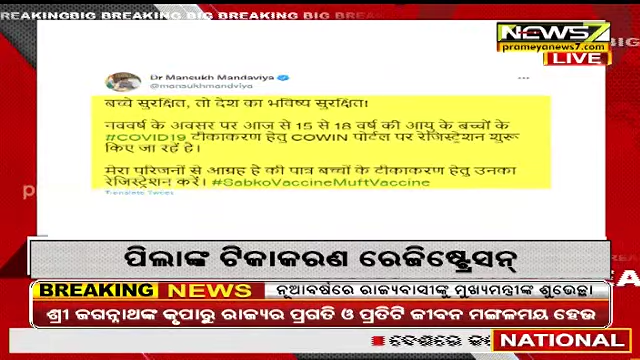 BREAKINGBIG BREAKING BIG BREAKING BIG BREAKING BIG
NEWS7
prameyanews7.com
LIVE
Dr Mansukh Mandaviya
@mansukhmandviya
बच्चे सुरक्षित, तो देश का भविष्य सुरक्षित!
नववर्ष के अवसर पर आज से 15 से 18 वर्ष की आयु के बच्चों के
#COVID19 टीकाकरण हेतु COWIN पोर्टल पर रेजिस्ट्रेशन शुरू
किए जा रहें है।
मेरा परिजनों से आग्रह है की पात्र बच्चों के टीकाकरण हेतु उनका
रेजिस्ट्रेशन करें। #SabkoVaccineMuftVaccine
Translate Tweet
ପିଲାଙ୍କ ଟିକାକରଣ ରେଜିଷ୍ଟ୍ରେସନ୍
BREAKING NEWS
ନୂଆବର୍ଷରେ ରାଜ୍ୟବାସୀଙ୍କୁ ମୁଖ୍ୟମନ୍ତ୍ରୀଙ୍କ ଶୁଭେଚ୍ଛା
ଶ୍ରୀ ଜଗନ୍ନାଥଙ୍କ କୃପାରୁ ରାଜ୍ୟର ପ୍ରଗତି ଓ ପ୍ରତିଟି ଜୀବନ ମଙ୍ଗଳମୟ ହେଉ
ଦେଶରେ
NATIONAL